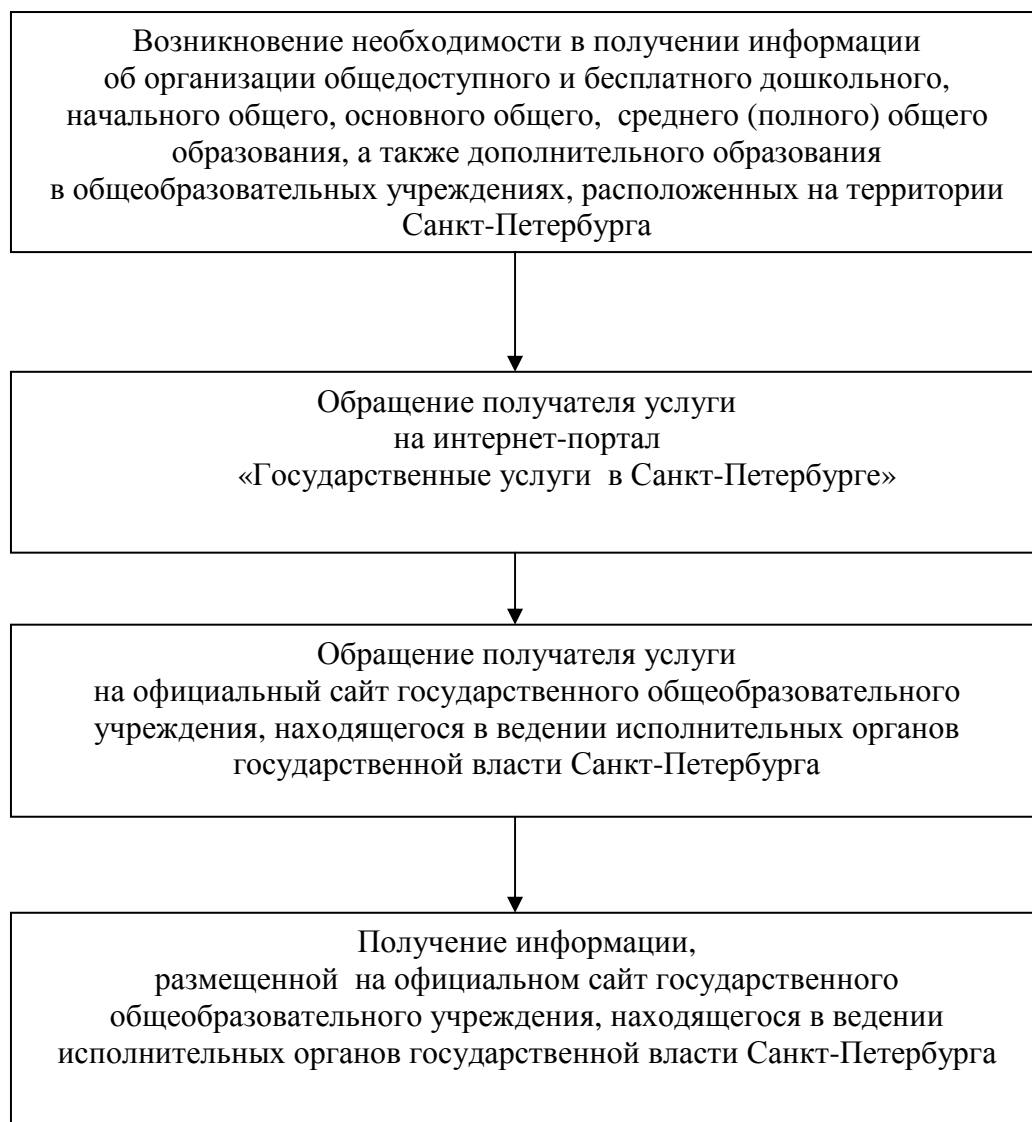 Возникновение необходимости в получении информации
об организации общедоступного и бесплатного дошкольного,
начального общего, основного общего, среднего (полного) общего
образования, а также дополнительного образования
в общеобразовательных учреждениях, расположенных на территории
Санкт-Петербурга
Обращение получателя услуги
на интернет-портал
«Государственные услуги в Санкт-Петербурге»
Обращение получателя услуги
на официальный сайт государственного общеобразовательного
учреждения, находящегося в ведении исполнительных органов
государственной власти Санкт-Петербурга
Получение информации,
размещенной на официальном сайт государственного
общеобразовательного учреждения, находящегося в ведении
исполнительных органов государственной власти Санкт-Петербурга